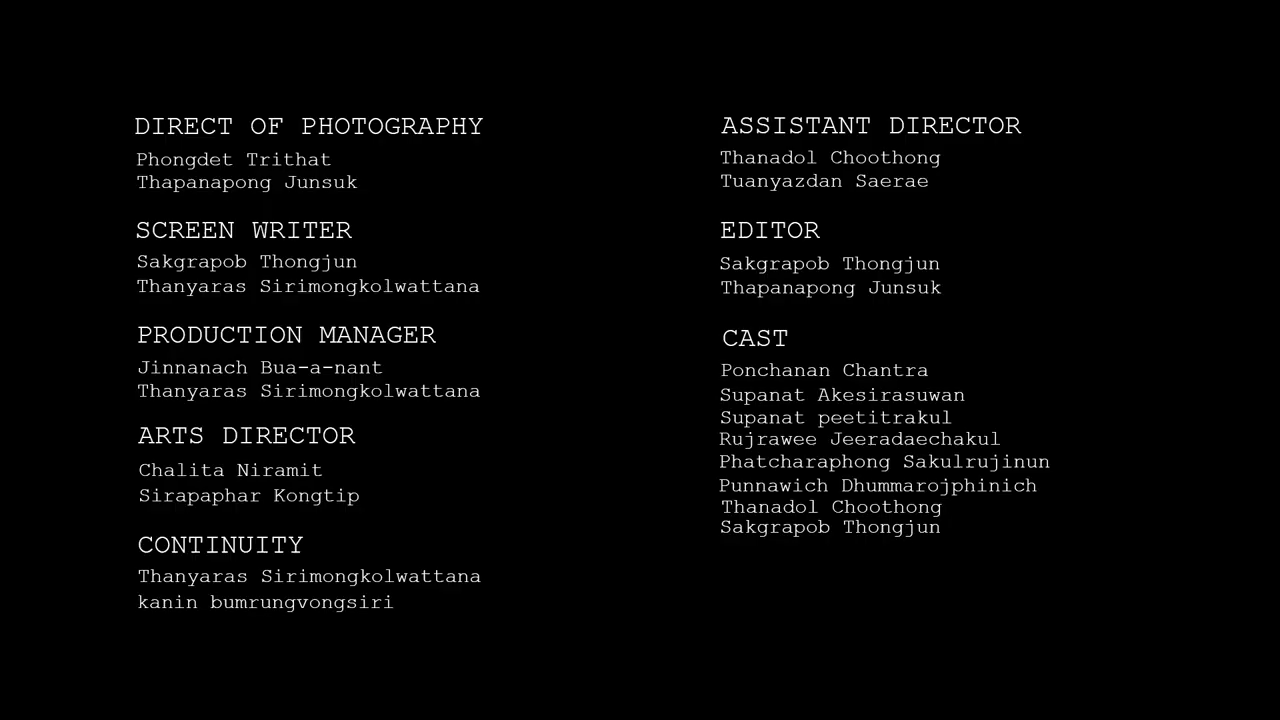 DIRECT OF PHOTOGRAPHY
Phongdet Trithat
Thapanapong Junsuk
SCREEN WRITER
Sakgrapob Thongjun
Thanyaras Sirimongkolwattana
PRODUCTION MANAGER
Jinnanach Bua-a-nant
Thanyaras Sirimongkolwattana
ARTS DIRECTOR
Chalita Niramit
Sirapaphar Kongtip
CONTINUITY
Thanyaras Sirimongkolwattana
kanin bumrungvongsiri
ASSISTANT DIRECTOR
Thanadol Choothong
Tuanyazdan Saerae
EDITOR
Sakgrapob Thongjun
Thapanapong Junsuk
CAST
Ponchanan Chantra
Supanat Akesirasuwan
Supanat peetitrakul
Rujrawee Jeeradaechakul
Phatcharaphong Sakulrujinun
Punnawich Dhummarojphinich
Thanadol Choothong
Sakgrapob Thongjun